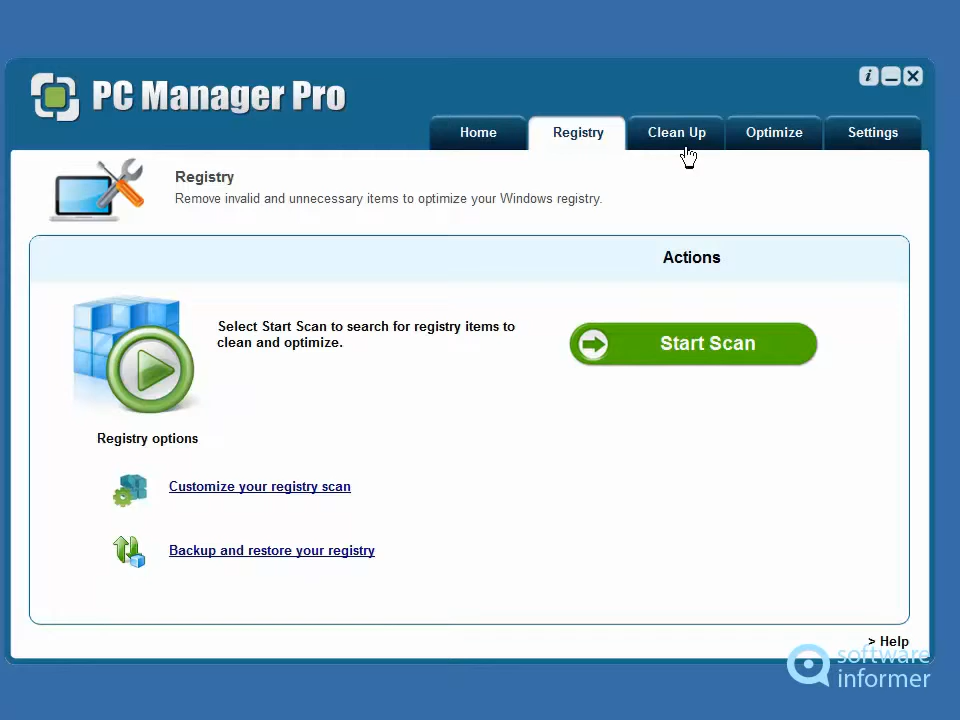 PC Manager Pro
i
Home
Registry
Clean Up
Optimize
Settings
Registry
Remove invalid and unnecessary items to optimize your Windows registry.
Actions
Select Start Scan to search for registry items to
clean and optimize.
Start Scan
Registry options
Customize your registry scan
Backup and restore your registry
> Help
software
informer